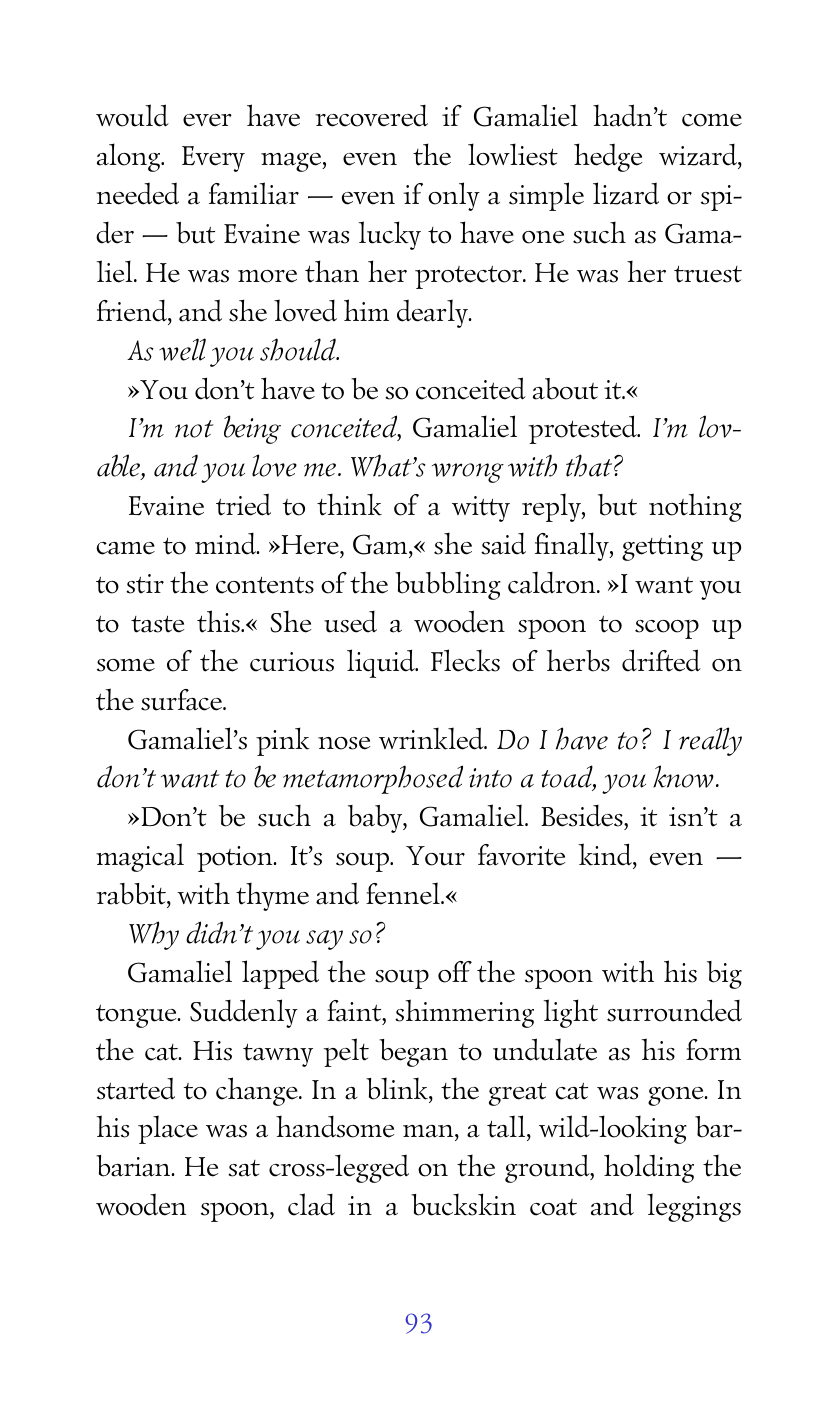 would ever have recovered if Gamaliel hadn’t come
along. Every mage, even the lowliest hedge wizard,
needed a familiar — even if only a simple lizard or spi-
der — but Evaine was lucky to have one such as Gama-
liel. He was more than her protector. He was her truest
friend, and she loved him dearly.
As well you should.
»You don’t have to be so conceited about it.«
I’m not being conceited, Gamaliel protested. I’m lov-
able, and you love me. What’s wrong with that?
Evaine tried to think of a witty reply, but nothing
came to mind. »Here, Gam,« she said finally, getting up
to stir the contents of the bubbling caldron. »I want you
to taste this.« She used a wooden spoon to scoop up
some of the curious liquid. Flecks of herbs drifted on
the surface.
Gamaliel’s pink nose wrinkled. Do I have to? I really
don’t want to be metamorphosed into a toad, you know.
»Don’t be such a baby, Gamaliel. Besides, it isn’t a
magical potion. It’s soup. Your favorite kind, even —
rabbit, with thyme and fennel.«
Why didn’t you say so?
Gamaliel lapped the soup off the spoon with his big
tongue. Suddenly a faint, shimmering light surrounded
the cat. His tawny pelt began to undulate as his form
started to change. In a blink, the great cat was gone. In
his place was a handsome man, a tall, wild-looking bar-
barian. He sat cross-legged on the ground, holding the
wooden spoon, clad in a buckskin coat and leggings
93